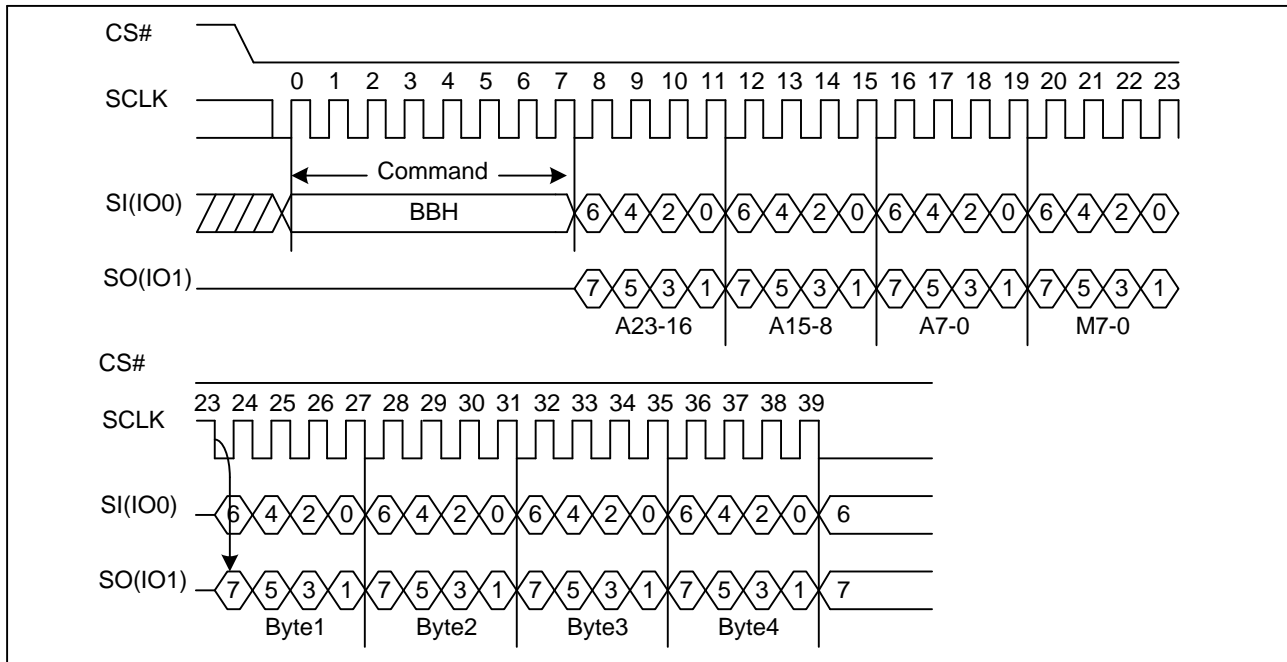 CS#
0 1 2 3 4 5 6 7 8 9 10 11 12 13 14 15 16 17 18 19 20 21 22 23
SCLK
Command
SI(IO0)
BBH
6 4 2 0 6 4 2 0 6 4 2 0 6 4 2 0
SO(IO1)
7 5 3 1 7 5 3 1 7 5 3 1 7 5 3 1
A23-16 A15-8 A7-0 M7-0
CS#
23 24 25 26 27 28 29 30 31 32 33 34 35 36 37 38 39
SCLK
SI(IO0)
6 4 2 0 6 4 2 0 6 4 2 0 6 4 2 0 6
SO(IO1)
7 5 3 1 7 5 3 1 7 5 3 1 7 5 3 1 7
Byte1 Byte2 Byte3 Byte4